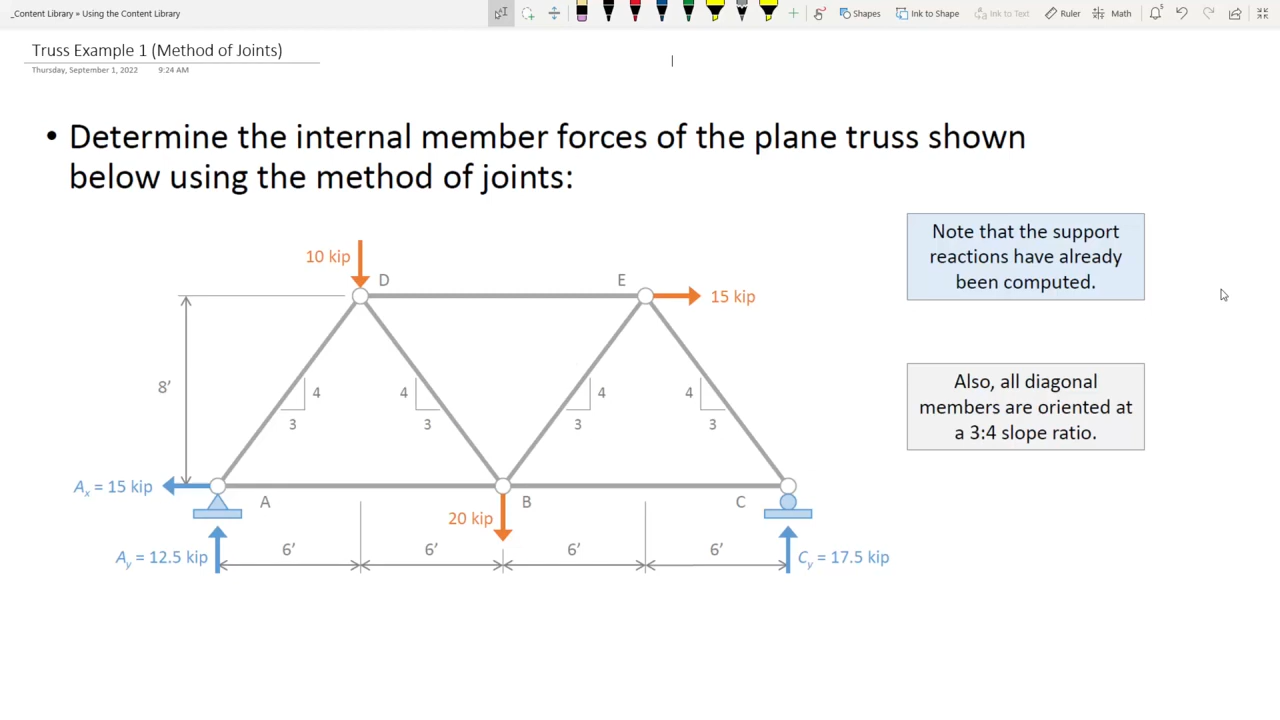 _Content Library » Using the Content Library
Shapes
Ink to Shape
Ink to Text
Ruler
Math
5
Truss Example 1 (Method of Joints)
Thursday, September 1, 2022 9:24 AM
• Determine the internal member forces of the plane truss shown
below using the method of joints:
Note that the support
reactions have already
been computed.
10 kip
D
E
15 kip
8’
4
3
4
3
4
3
4
3
Also, all diagonal
members are oriented at
a 3:4 slope ratio.
Ax = 15 kip
A
B
C
20 kip
Ay = 12.5 kip
6’
6’
6’
6’
Cy = 17.5 kip